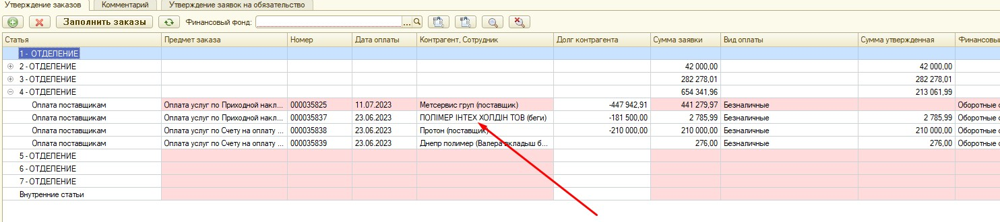 Утверждение заказов Комментарий Утверждение заявок на обязательство
Заполнить заказы Финансовый фонд: ...
Статья Предмет заказа Номер Дата оплаты Контрагент, Сотрудник Долг контрагента Сумма заявки Вид оплаты Сумма утвержденная Финансовый
1 - ОТДЕЛЕНИЕ
2 - ОТДЕЛЕНИЕ 42 000,00 42 000,00
3 - ОТДЕЛЕНИЕ 282 278,01 282 278,01
4 - ОТДЕЛЕНИЕ 654 341,96 213 061,99
Оплата поставщикам Оплата услуг по Приходной накл... 000035825 11.07.2023 Метсервис груп (поставщик) -447 942,91 441 279,97 Безналичные Оборотные с
Оплата поставщикам Оплата услуг по Приходной накл... 000035837 23.06.2023 ПОЛІМЕР ІНТЕХ ХОЛДІН ТОВ (беги) -181 500,00 2 785,99 Безналичные 2 785,99 Оборотные с
Оплата поставщикам Оплата услуг по Счету на оплату ... 000035838 23.06.2023 Протон (поставщик) -210 000,00 210 000,00 Безналичные 210 000,00 Оборотные с
Оплата поставщикам Оплата услуг по Счету на оплату ... 000035839 23.06.2023 Днепр полимер (Валера вкладыш б... 276,00 Безналичные 276,00 Оборотные с
5 - ОТДЕЛЕНИЕ
6 - ОТДЕЛЕНИЕ
7 - ОТДЕЛЕНИЕ
Внутренние статьи